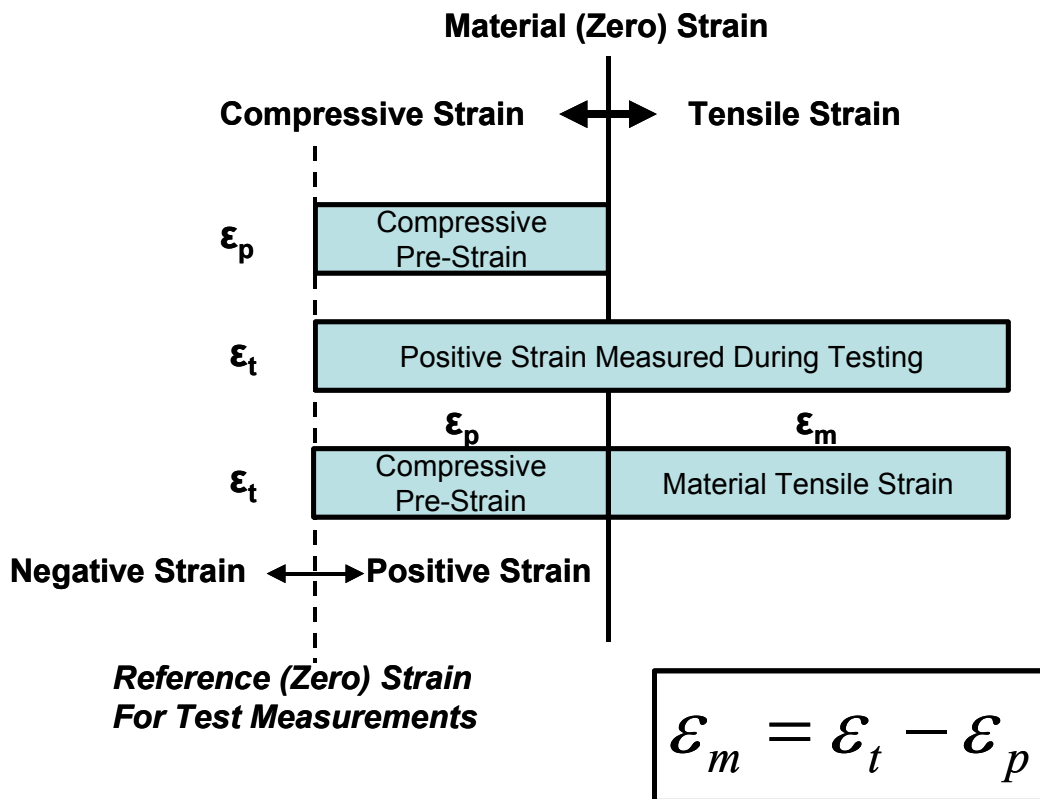 Material (Zero) Strain
Compressive Strain
Tensile Strain
εp
Compressive
Pre-Strain
εt
Positive Strain Measured During Testing
εp
εm
εt
Compressive
Pre-Strain
Material Tensile Strain
Negative Strain
Positive Strain
Reference (Zero) Strain
For Test Measurements
εm = εt − εp